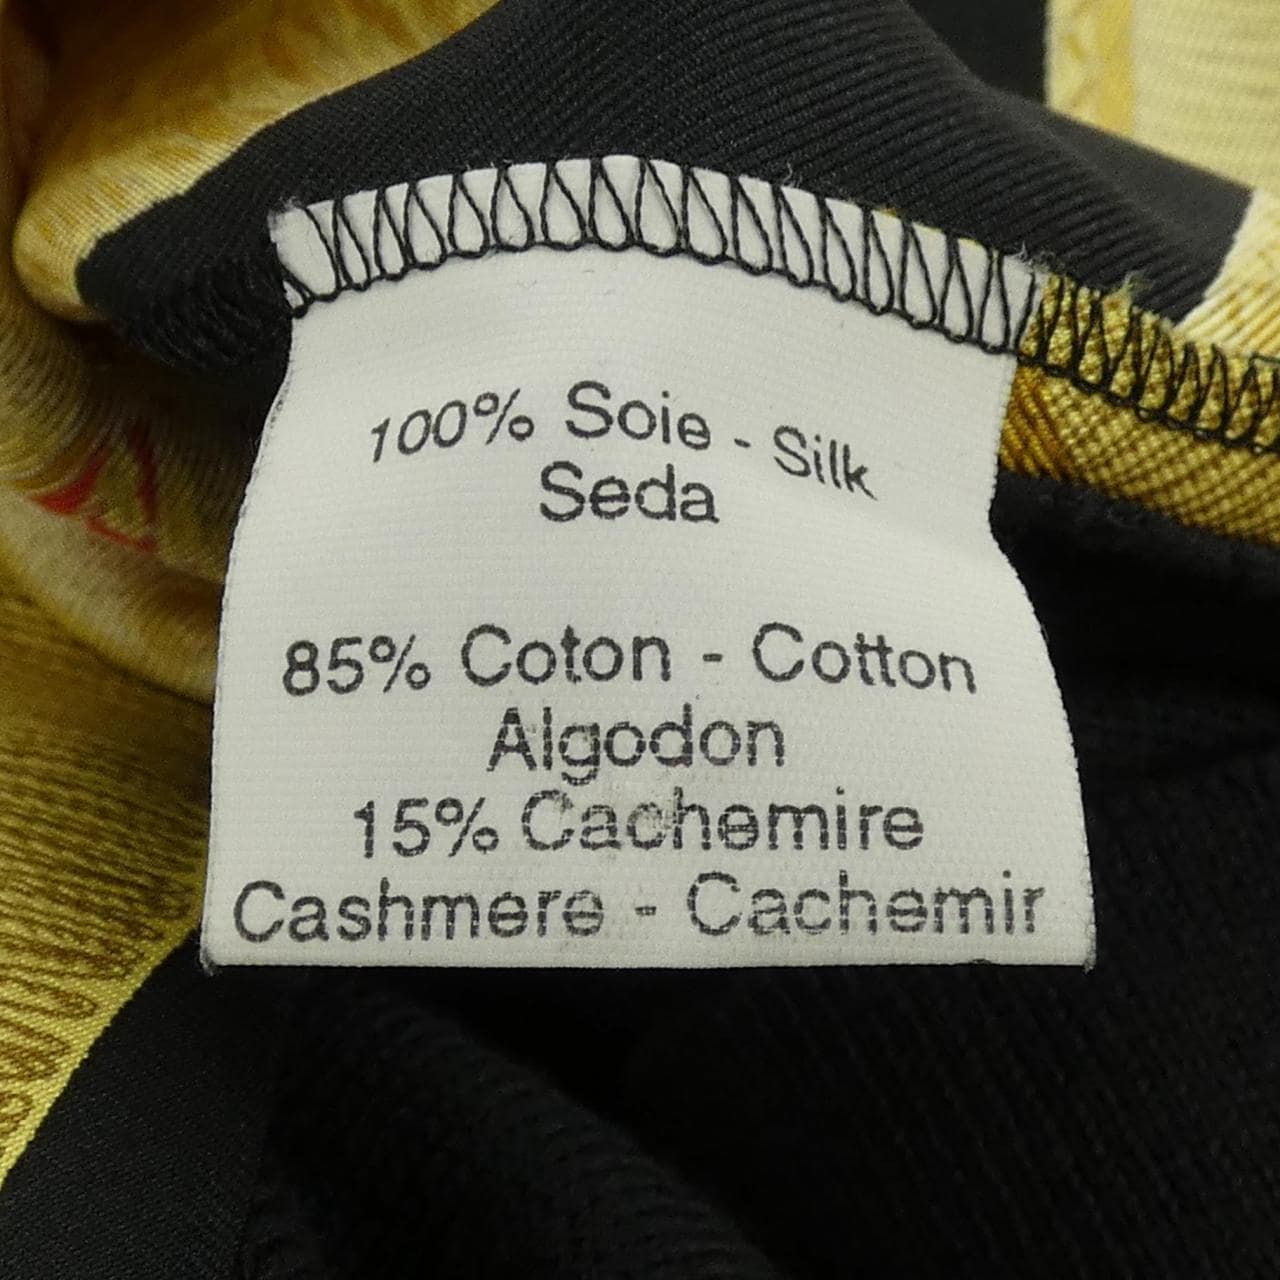 100% Soie - Silk
Seda
85% Coton - Cotton
Algodon
15% Cachemire
Cashmere - Cachemir